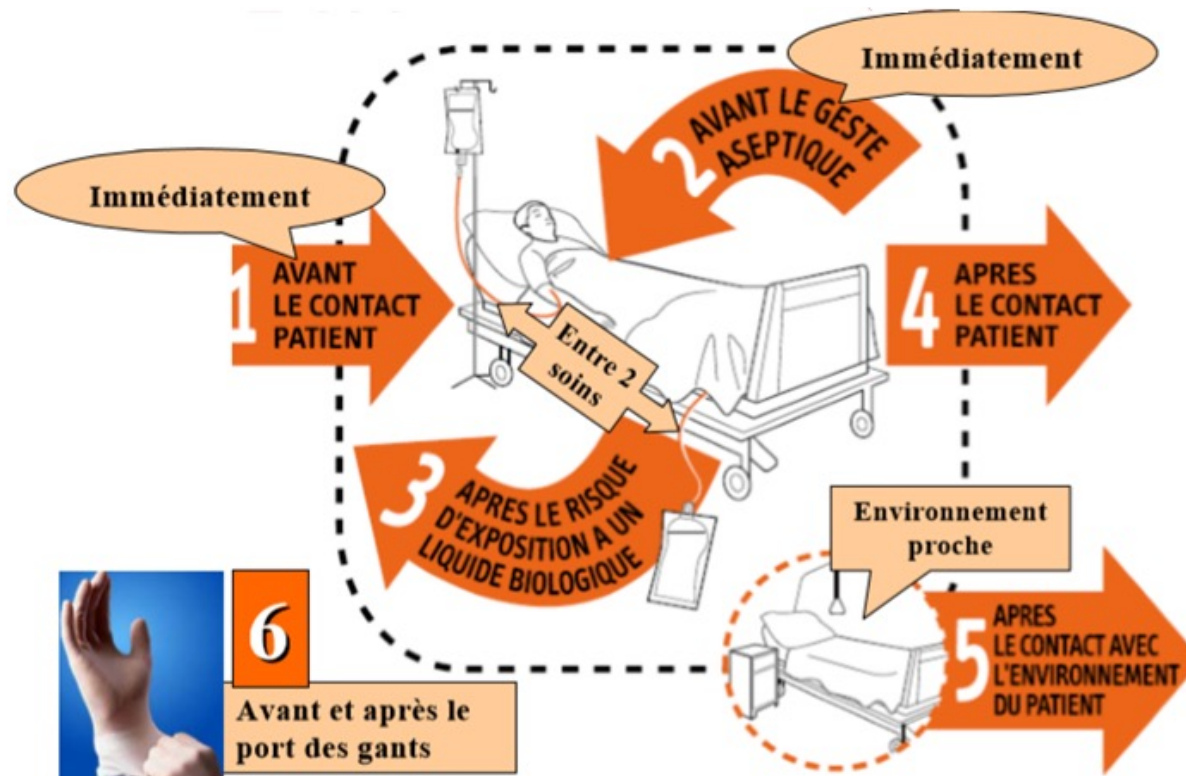 Immédiatement
Immédiatement
2 AVANT LE GESTE
ASEPTIQUE
1 AVANT
LE CONTACT
PATIENT
4 APRES
LE CONTACT
PATIENT
Entre 2
soins
3 APRES LE RISQUE
D'EXPOSITION A UN
LIQUIDE BIOLOGIQUE
Environnement
proche
5 APRES
LE CONTACT AVEC
L'ENVIRONNEMENT
DU PATIENT
6
Avant et après le
port des gants